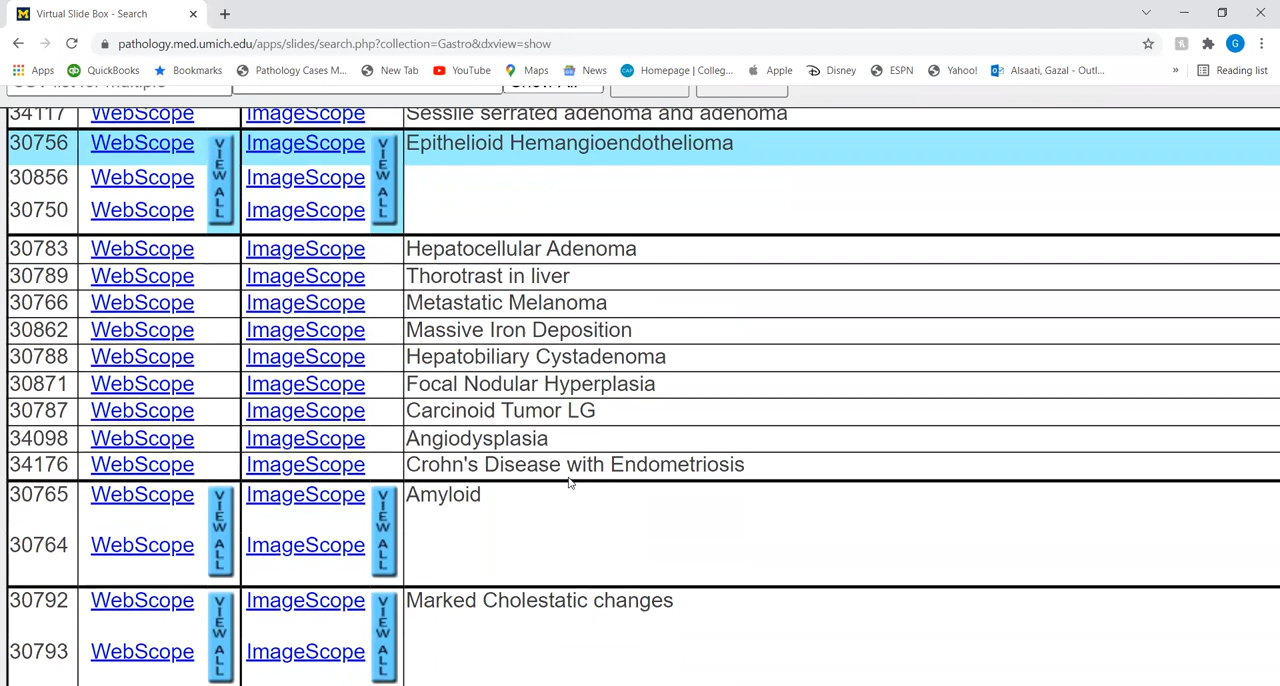 Virtual Slide Box - Search
pathology.med.umich.edu/apps/slides/search.php?collection=Gastro&dxview=show
G
Apps QuickBooks Bookmarks Pathology Cases M... New Tab YouTube Maps News Homepage | Colleg... Apple Disney ESPN Yahoo! Alsaati, Gazal - Outl... » Reading list
34117 WebScope ImageScope Sessile serrated adenoma and adenoma
30756 WebScope ImageScope Epithelioid Hemangioendothelioma
30856 WebScope ImageScope
30750 WebScope ImageScope
VIEW ALL VIEW ALL
30783 WebScope ImageScope Hepatocellular Adenoma
30789 WebScope ImageScope Thorotrast in liver
30766 WebScope ImageScope Metastatic Melanoma
30862 WebScope ImageScope Massive Iron Deposition
30788 WebScope ImageScope Hepatobiliary Cystadenoma
30871 WebScope ImageScope Focal Nodular Hyperplasia
30787 WebScope ImageScope Carcinoid Tumor LG
34098 WebScope ImageScope Angiodysplasia
34176 WebScope ImageScope Crohn's Disease with Endometriosis
30765 WebScope ImageScope Amyloid
30764 WebScope ImageScope
VIEW ALL VIEW ALL
30792 WebScope ImageScope Marked Cholestatic changes
30793 WebScope ImageScope
VIEW ALL VIEW ALL